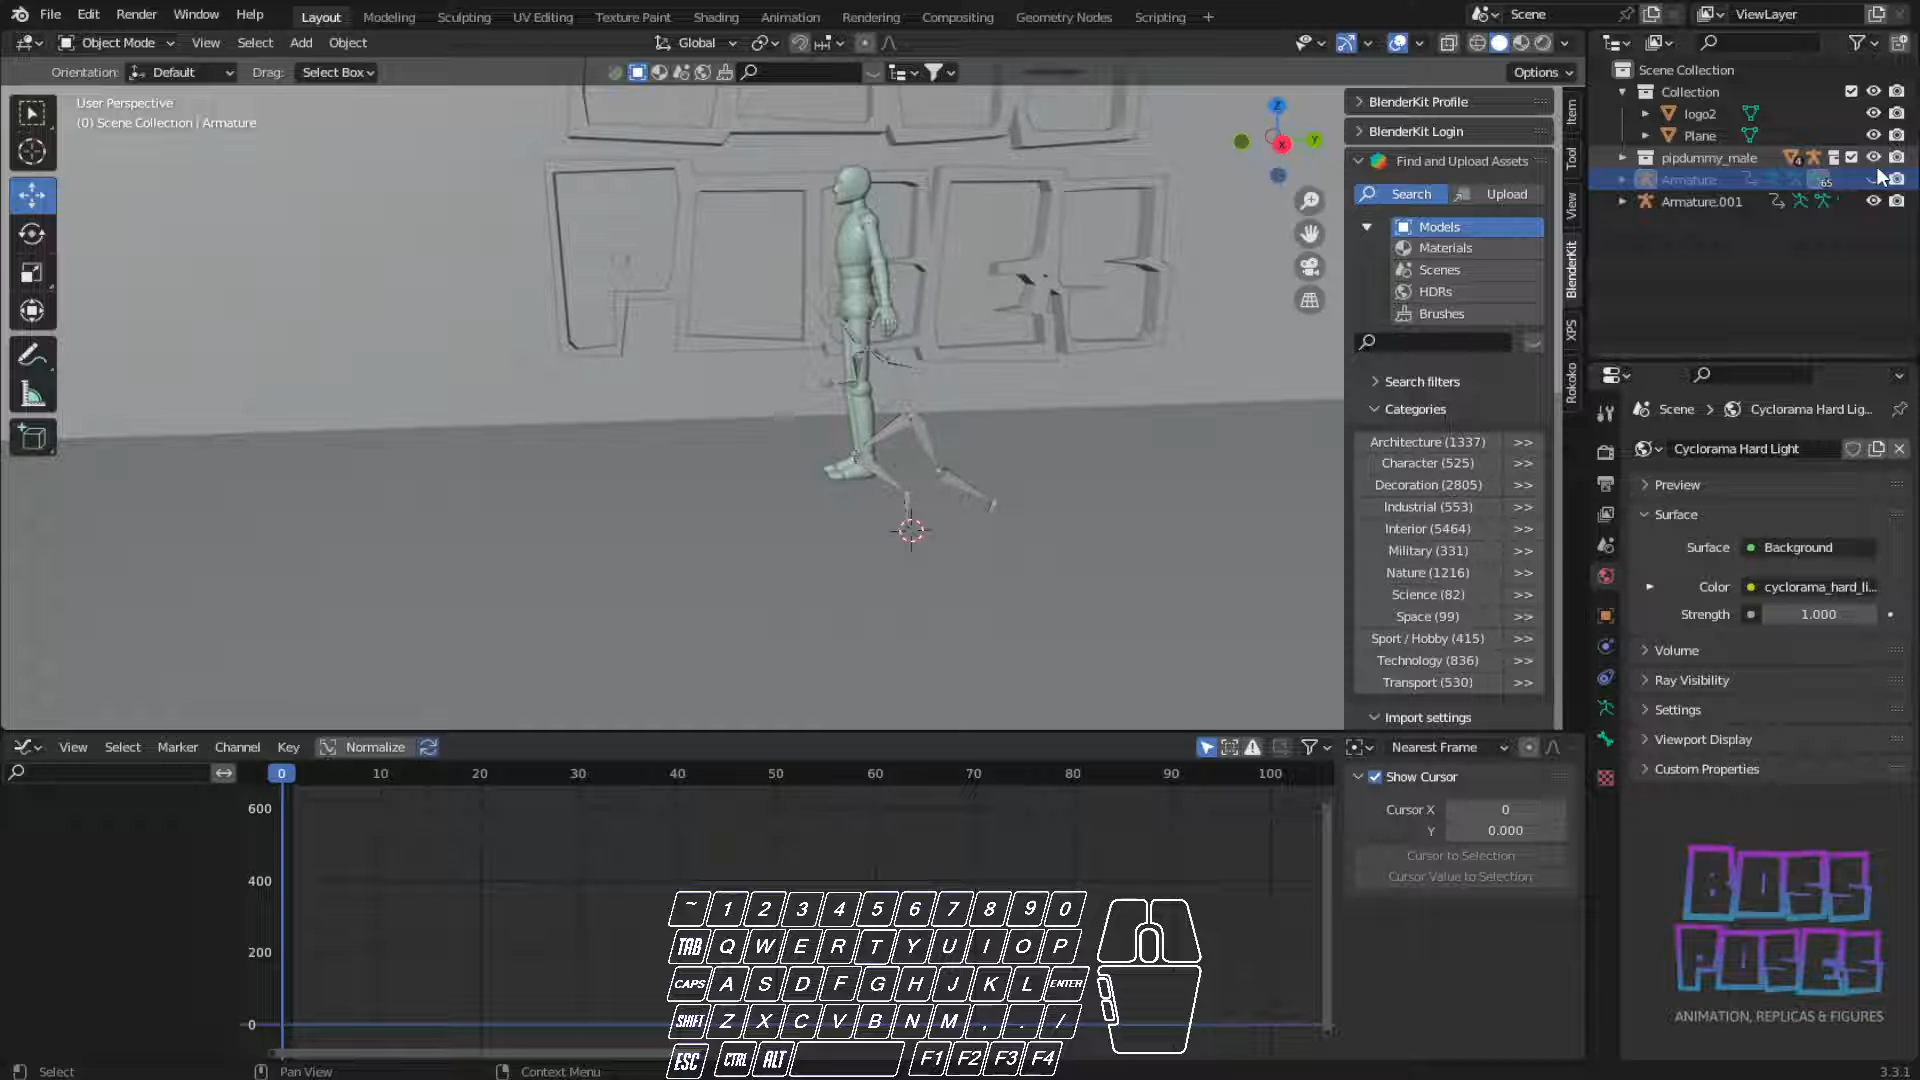 File Edit Render Window Help Layout Modeling Sculpting UV Editing Texture Paint Shading Animation Rendering Compositing Geometry Nodes Scripting + Scene ViewLayer
Object Mode View Select Add Object Global
Orientation: Default Drag: Select Box Options
User Perspective
(0) Scene Collection | Armature
POSES
Z
Y
X
BlenderKit Profile
BlenderKit Login
Find and Upload Assets
Search Upload
Models
Materials
Scenes
HDRs
Brushes
Search filters
Categories
Architecture (1337) >>
Character (525) >>
Decoration (2805) >>
Industrial (553) >>
Interior (5464) >>
Military (331) >>
Nature (1216) >>
Science (82) >>
Space (99) >>
Sport / Hobby (415) >>
Technology (836) >>
Transport (530) >>
Import settings
Item
Tool
View
BlenderKit
XPS
Rokoko
Scene Collection
Collection
logo2
Plane
pipdummy_male 4
Armature 65
Armature.001
Scene > Cyclorama Hard Lig...
Cyclorama Hard Light
Preview
Surface
Surface Background
Color cyclorama_hard_li...
Strength 1.000
Volume
Ray Visibility
Settings
Viewport Display
Custom Properties
View Select Marker Channel Key Normalize Nearest Frame
0 10 20 30 40 50 60 70 80 90 100
600
400
200
0
Show Cursor
Cursor X 0
Y 0.000
Cursor to Selection
Cursor Value to Selection
~ 1 2 3 4 5 6 7 8 9 0
TAB Q W E R T Y U I O P
CAPS A S D F G H J K L ENTER
SHIFT Z X C V B N M , . /
ESC CTRL ALT F1 F2 F3 F4
BOSS
POSES
ANIMATION, REPLICAS & FIGURES
Select Pan View Context Menu 3.3.1